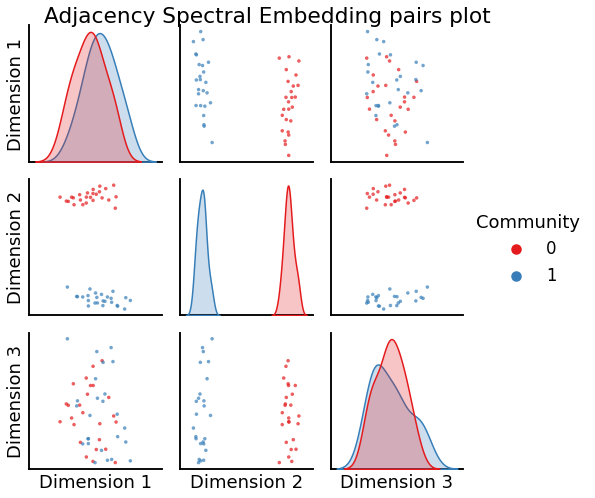 Adjacency Spectral Embedding pairs plot
Dimension 1
Dimension 2
Dimension 3
Community
0
1
Dimension 1
Dimension 2
Dimension 3